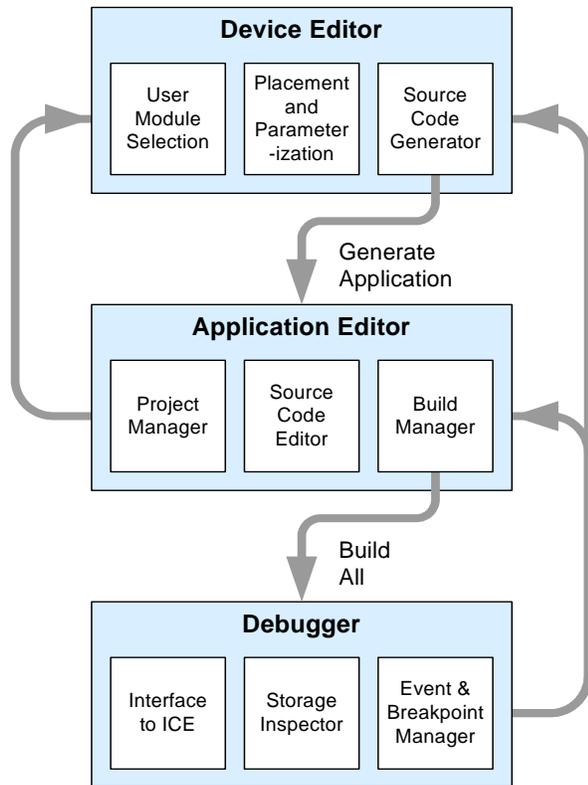 Device Editor
User
Module
Selection
Placement
and
Parameter
-ization
Source
Code
Generator
Generate
Application
Application Editor
Project
Manager
Source
Code
Editor
Build
Manager
Build
All
Debugger
Interface
to ICE
Storage
Inspector
Event &
Breakpoint
Manager